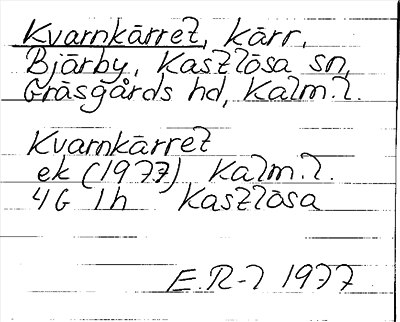 Kvarnkärret, kärr,
Bjärby, Kastlösa sn,
Gräsgårds hd, Kalm.l.
Kvarnkärret
ek (1977) Kalm.l.
4G 1h Kastlösa
E.R-l 1977